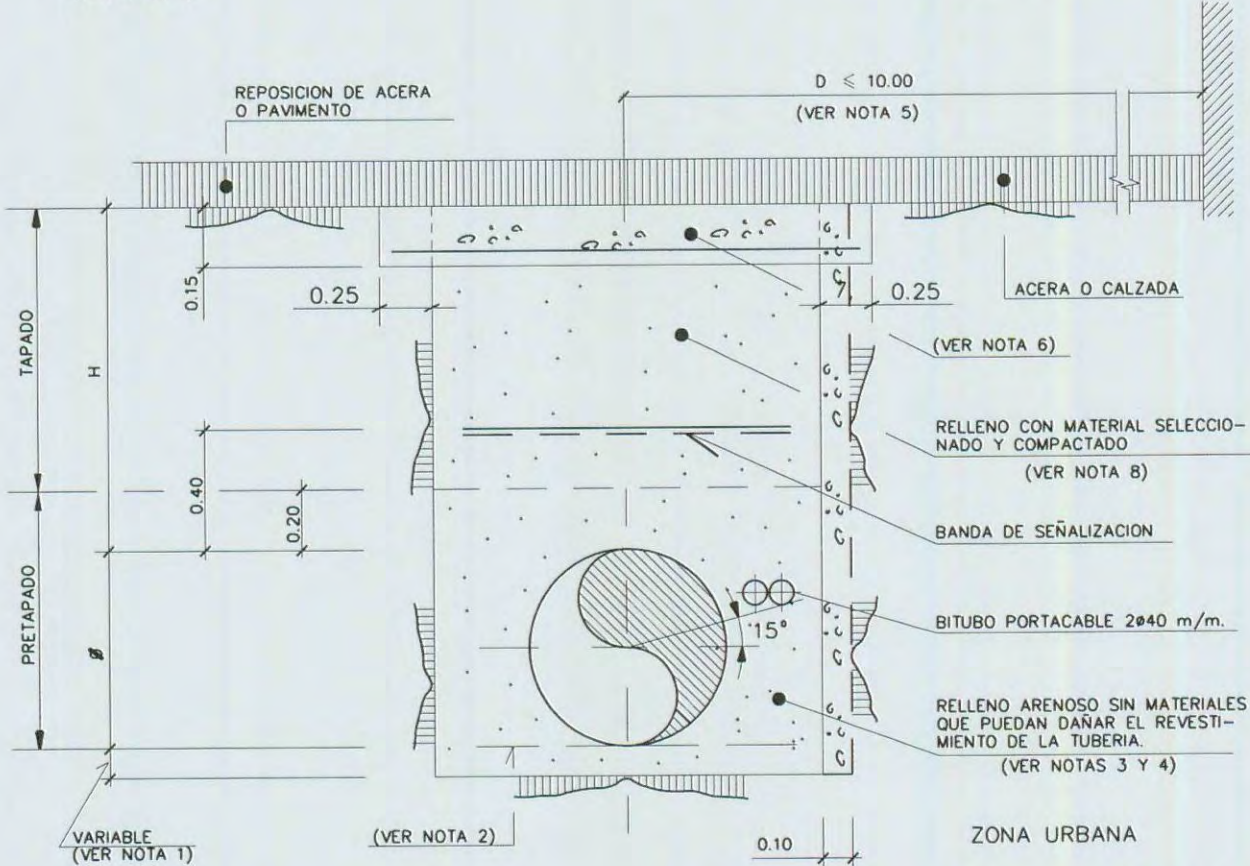 REPOSICION DE ACERA
O PAVIMENTO
D ⩽ 10.00
(VER NOTA 5)
0.15
0.25
0.25
ACERA O CALZADA
TAPADO
H
(VER NOTA 6)
RELLENO CON MATERIAL SELECCIO-
NADO Y COMPACTADO
(VER NOTA 8)
0.40
0.20
BANDA DE SEÑALIZACION
PRETAPADO
Ø
15°
BITUBO PORTACABLE 2ø40 m/m.
RELLENO ARENOSO SIN MATERIALES
QUE PUEDAN DAÑAR EL REVESTI-
MIENTO DE LA TUBERIA.
(VER NOTAS 3 Y 4)
VARIABLE
(VER NOTA 1)
(VER NOTA 2)
0.10
ZONA URBANA